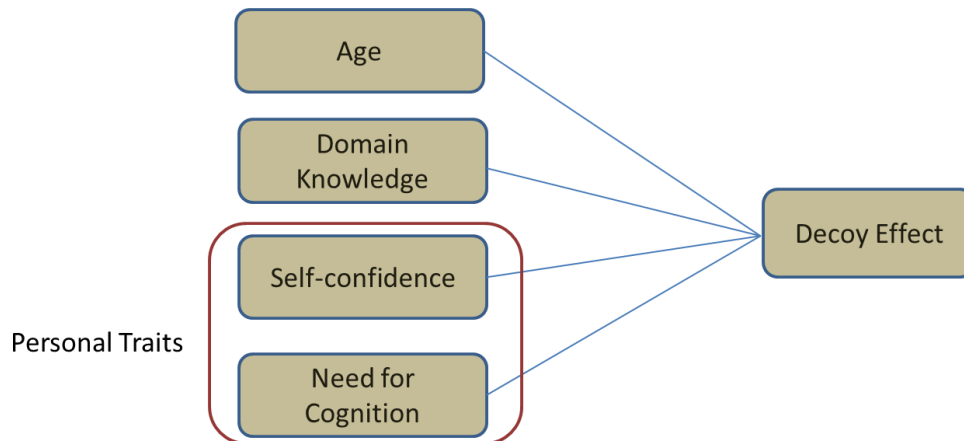 Age
Domain
Knowledge
Self-confidence
Decoy Effect
Personal Traits
Need for
Cognition